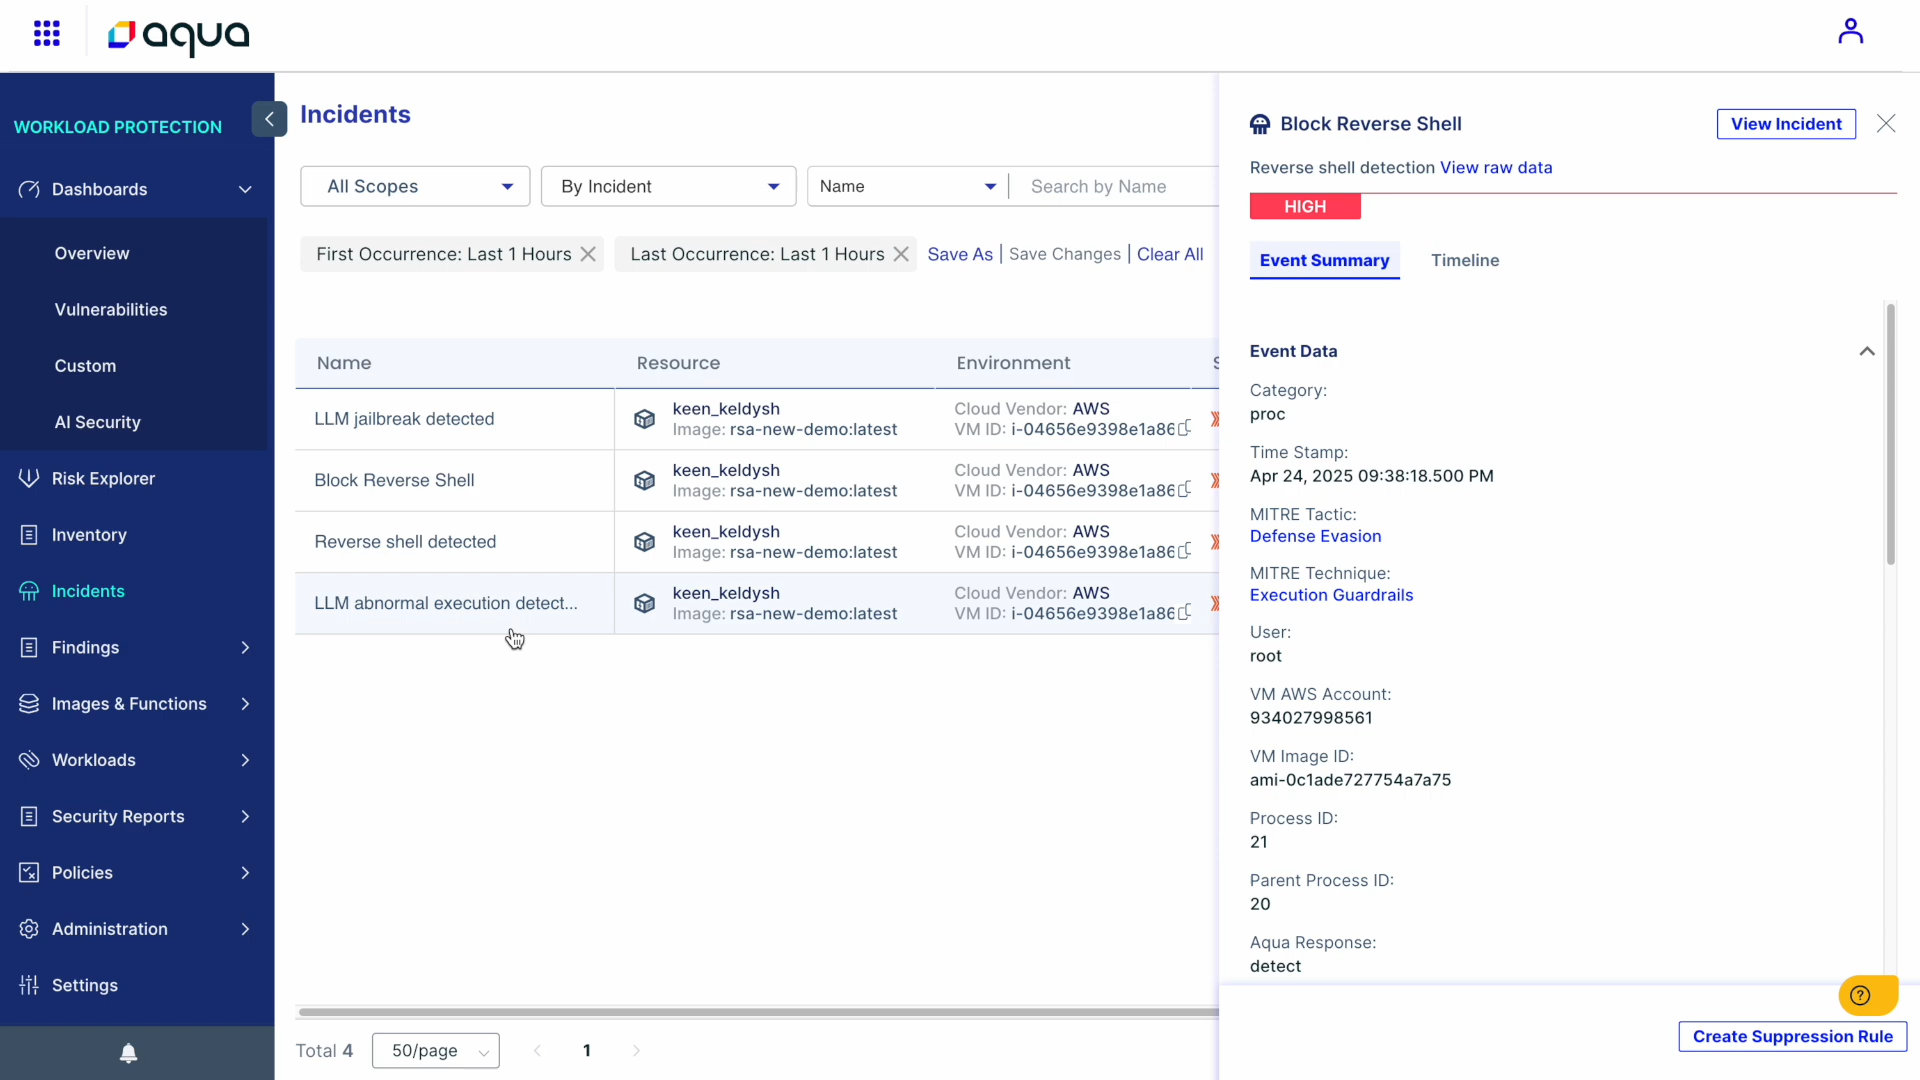 aqua
WORKLOAD PROTECTION
Dashboards
Overview
Vulnerabilities
Custom
AI Security
Risk Explorer
Inventory
Incidents
Findings
Images & Functions
Workloads
Security Reports
Policies
Administration
Settings
Incidents
All Scopes
By Incident
Name
Search by Name
First Occurrence: Last 1 Hours
Last Occurrence: Last 1 Hours
Save As | Save Changes | Clear All
Name Resource Environment S
LLM jailbreak detected
keen_keldysh
Image: rsa-new-demo:latest
Cloud Vendor: AWS
VM ID: i-04656e9398e1a86
Block Reverse Shell
keen_keldysh
Image: rsa-new-demo:latest
Cloud Vendor: AWS
VM ID: i-04656e9398e1a86
Reverse shell detected
keen_keldysh
Image: rsa-new-demo:latest
Cloud Vendor: AWS
VM ID: i-04656e9398e1a86
LLM abnormal execution detect...
keen_keldysh
Image: rsa-new-demo:latest
Cloud Vendor: AWS
VM ID: i-04656e9398e1a86
Total 4
50/page
1
Block Reverse Shell
View Incident
Reverse shell detection View raw data
HIGH
Event Summary
Timeline
Event Data
Category:
proc
Time Stamp:
Apr 24, 2025 09:38:18.500 PM
MITRE Tactic:
Defense Evasion
MITRE Technique:
Execution Guardrails
User:
root
VM AWS Account:
934027998561
VM Image ID:
ami-0c1ade727754a7a75
Process ID:
21
Parent Process ID:
20
Aqua Response:
detect
?
Create Suppression Rule